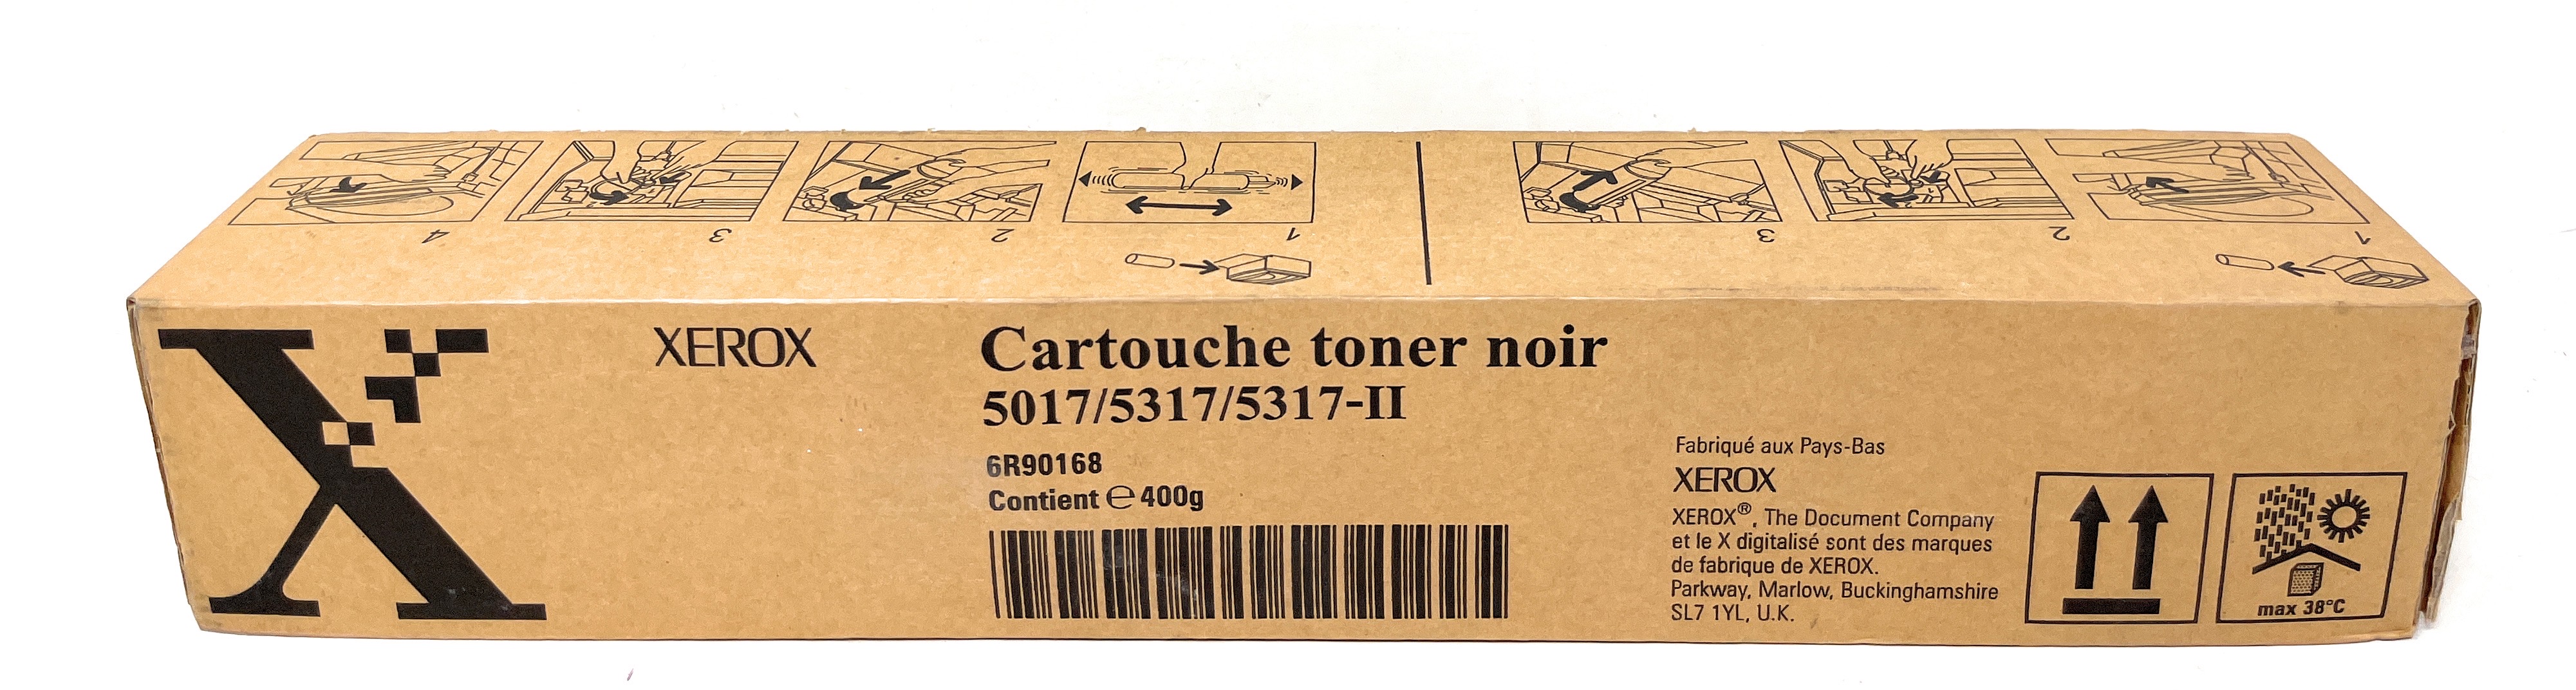 4 3 2 1 3 2 1
XEROX
Cartouche toner noir
5017/5317/5317-II
6R90168
Contient ℮ 400g
Fabriqué aux Pays-Bas
XEROX
XEROX®, The Document Company
et le X digitalisé sont des marques
de fabrique de XEROX.
Parkway, Marlow, Buckinghamshire
SL7 1YL, U.K.
max 38°C